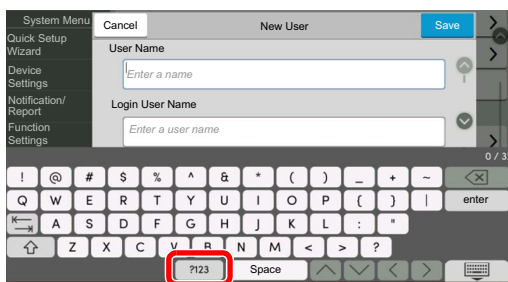 System Menu
Cancel
New User
Save
Quick Setup
Wizard
User Name
Device
Settings
Enter a name
Notification/
Report
Login User Name
Function
Settings
Enter a user name
0 / 3
! @ # $ % ^ & * ( ) _ + ~
Q W E R T Y U I O P { } | enter
A S D F G H J K L : "
Z X C V B N M < > ?
?123 Space